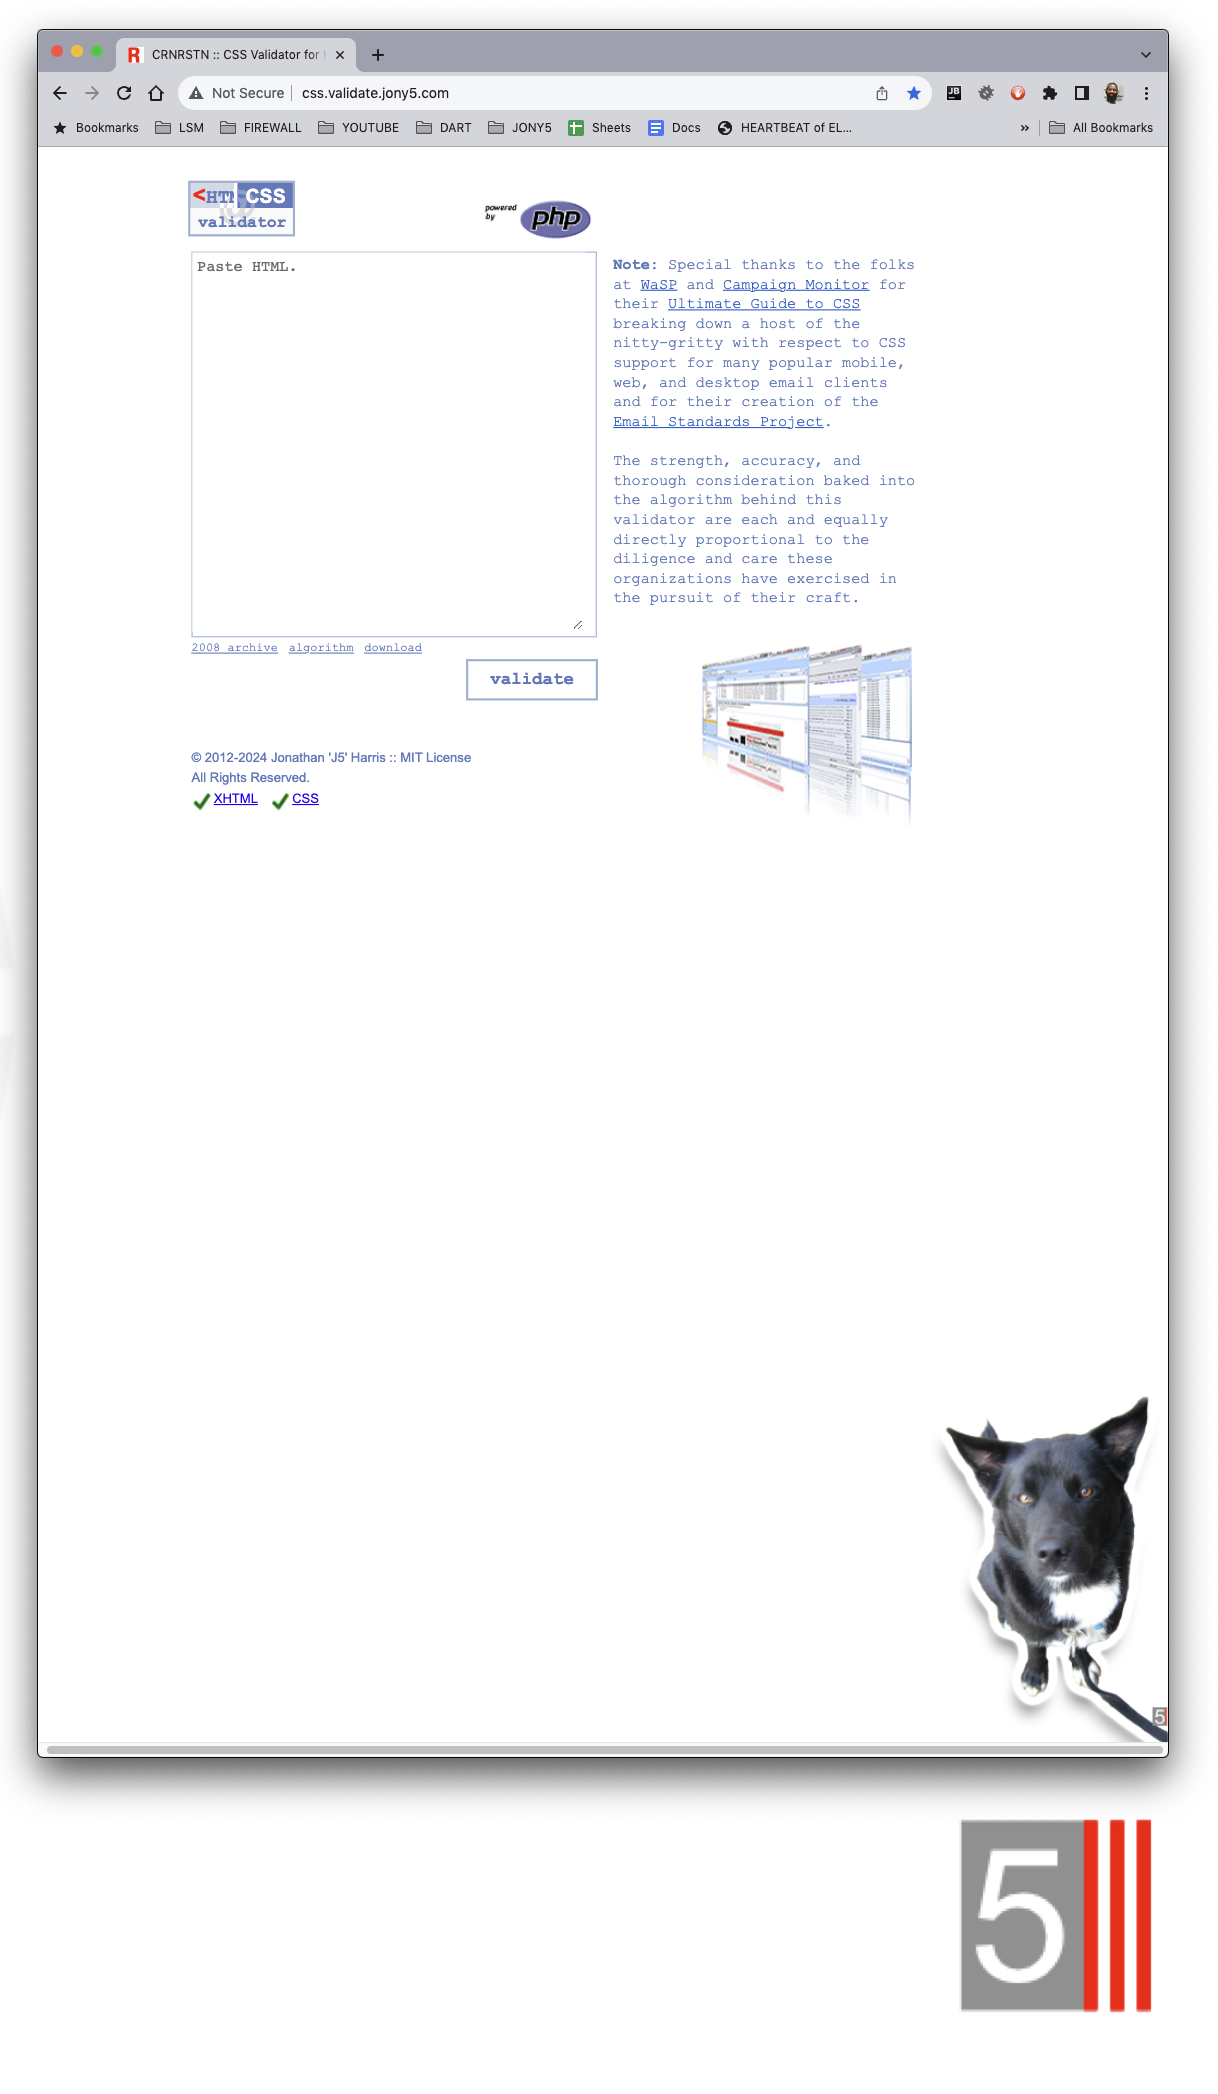 CRNRSTN :: CSS Validator for
Not Secure
css.validate.jony5.com
JB
Bookmarks
LSM
FIREWALL
YOUTUBE
DART
JONY5
Sheets
Docs
HEARTBEAT of EL...
»
All Bookmarks
CSS
validator
powered
by
php
Paste HTML.
Note: Special thanks to the folks
at WaSP and Campaign Monitor for
their Ultimate Guide to CSS
breaking down a host of the
nitty-gritty with respect to CSS
support for many popular mobile,
web, and desktop email clients
and for their creation of the
Email Standards Project.
The strength, accuracy, and
thorough consideration baked into
the algorithm behind this
validator are each and equally
directly proportional to the
diligence and care these
organizations have exercised in
the pursuit of their craft.
2008 archive algorithm download
validate
© 2012-2024 Jonathan 'J5' Harris :: MIT License
All Rights Reserved.
XHTML CSS
5
5